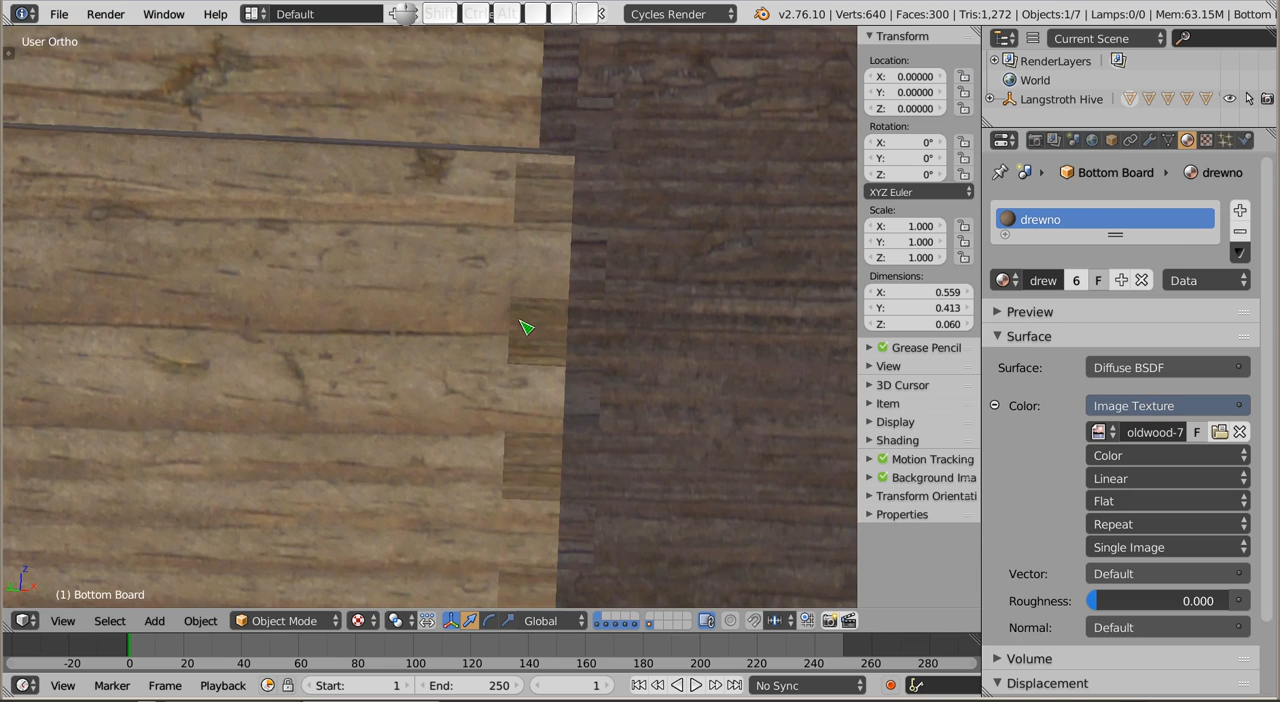 File Render Window Help Default Shift Ctrl Alt Cycles Render v2.76.10 | Verts:640 | Faces:300 | Tris:1,272 | Objects:1/7 | Lamps:0/0 | Mem:63.15M | Bottom
User Ortho
Transform
Location:
X: 0.00000
Y: 0.00000
Z: 0.00000
Rotation:
X: 0°
Y: 0°
Z: 0°
XYZ Euler
Scale:
X: 1.000
Y: 1.000
Z: 1.000
Dimensions:
X: 0.559
Y: 0.413
Z: 0.060
Grease Pencil
View
3D Cursor
Item
Display
Shading
Motion Tracking
Background Ima
Transform Orientati
Properties
Current Scene
RenderLayers |
World
Langstroth Hive
Bottom Board drewno
drewno
drew 6 F Data
Preview
Surface
Surface: Diffuse BSDF
Color: Image Texture
oldwood-7 F
Color
Linear
Flat
Repeat
Single Image
Vector: Default
Roughness: 0.000
Normal: Default
Volume
Displacement
z
x
(1) Bottom Board
View Select Add Object Object Mode Global
-20 0 20 40 60 80 100 120 140 160 180 200 220 240 260 280
View Marker Frame Playback Start: 1 End: 250 1 No Sync